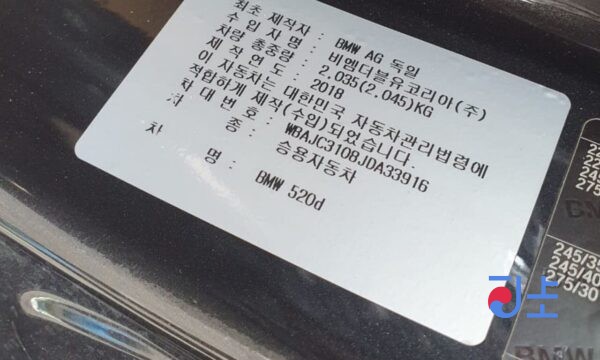 최초 제작자 : BMW AG 독일
수 입 자 명 : 비엠더블유코리아(주)
차량 총중량 : 2,035(2,045)KG
제 작 연 도 : 2018
이 자동차는 대한민국 자동차관리법령에
적합하게 제작(수입)되었습니다.
차 대 번 호 : WBAJC3108JDA33916
차 종 : 승용자동차
차 명 : BMW 520d
245/40
275/30